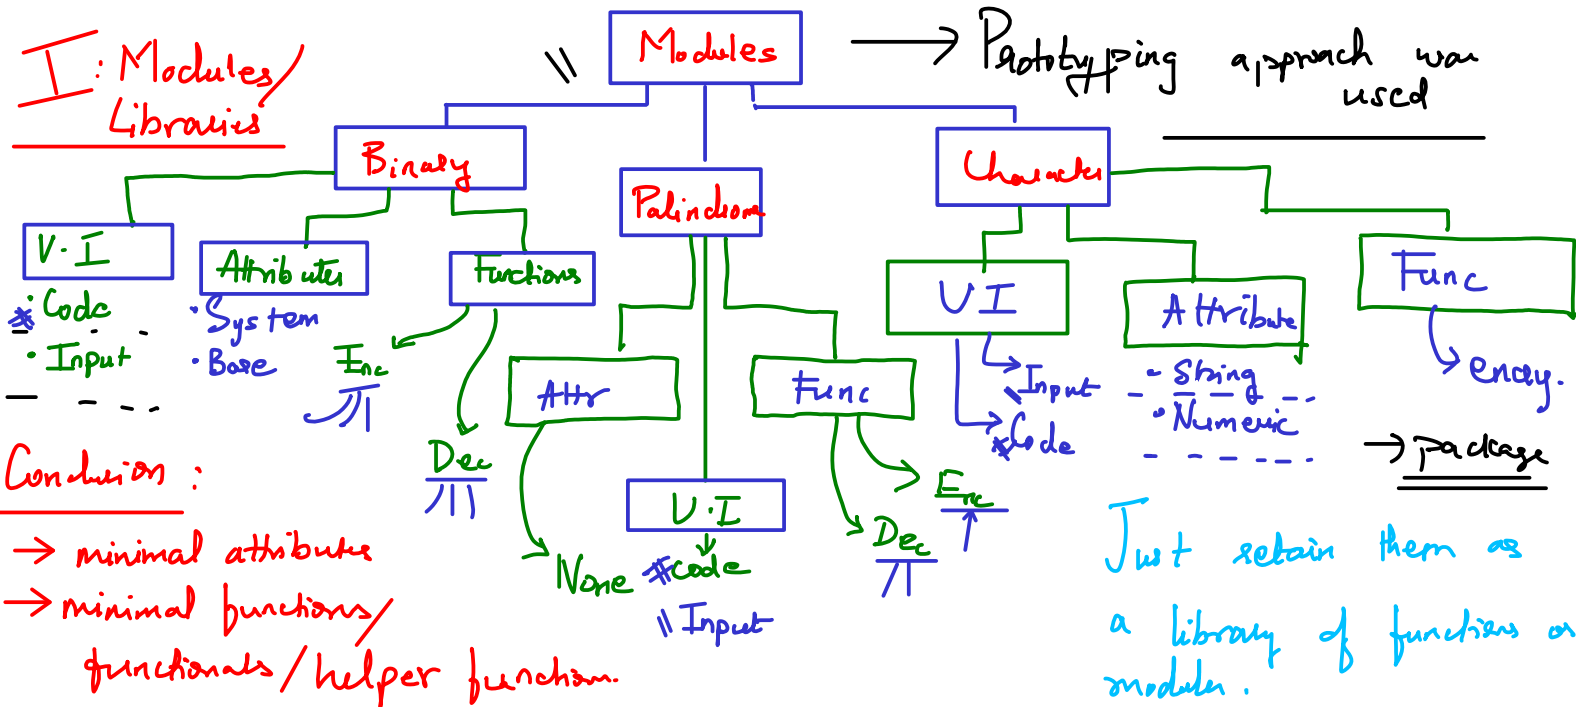 I : Modules/
Libraries
Modules
→ Prototyping approach was
used
Binary
Palindrome
Character
V.I
Attributes
Functions
UI
Attribute
Func
* Code
• Input
• System
• Base
Inc
Dec
Attr
Func
→ Input
* Code
- String
• Numeric
encry.
None
V.I
Dec
Enc
* Code
Input
→ package
Conclusion :
→ minimal attributes
→ minimal functions/
functionals/helper function.
Just retain them as
a library of functions or
modules.